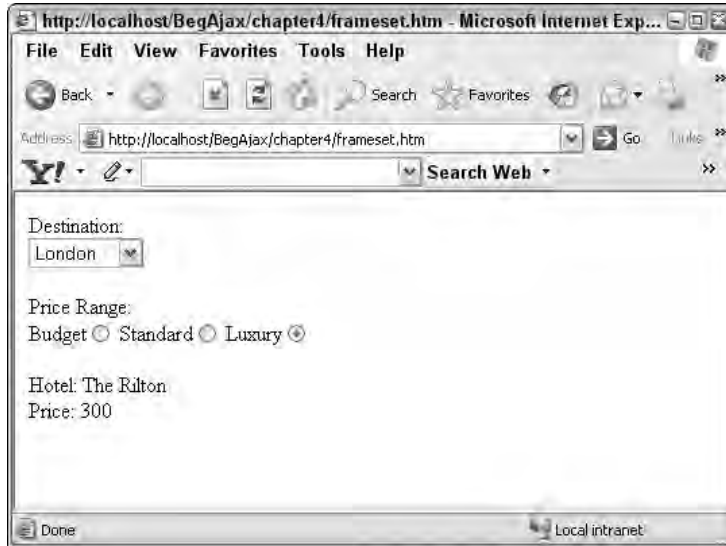 http://localhost/BegAjax/chapter4/frameset.htm - Microsoft Internet Exp...
File Edit View Favorites Tools Help
Back Search Favorites »
Address http://localhost/BegAjax/chapter4/frameset.htm Go Links »
Y! Search Web »
Destination:
London
Price Range:
Budget Standard Luxury
Hotel: The Rilton
Price: 300
Done Local intranet